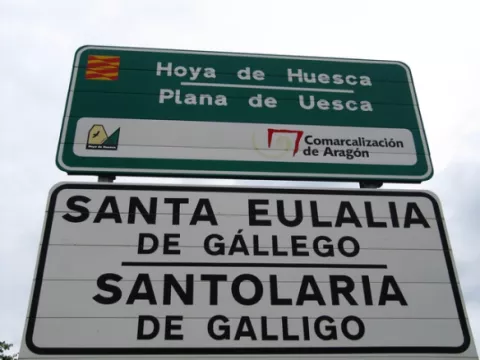 Hoya de Huesca
Plana de Uesca
Comarcalización
de Aragón
SANTA EULALIA
DE GÁLLEGO
SANTOLARIA
DE GALLIGO